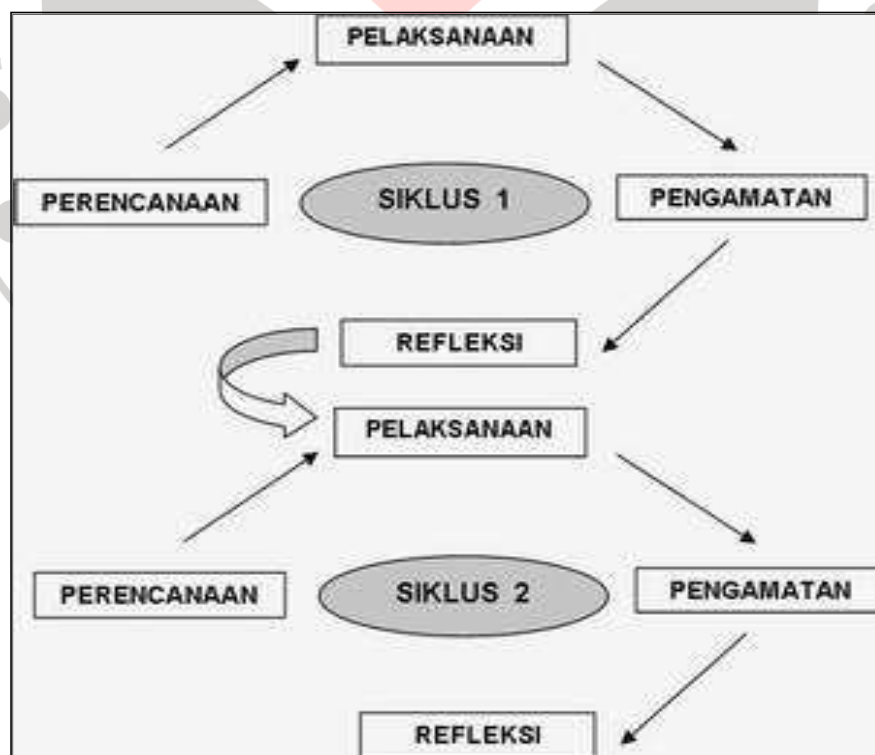 PELAKSANAAN
PERENCANAAN
SIKLUS 1
PENGAMATAN
REFLEKSI
PELAKSANAAN
PERENCANAAN
SIKLUS 2
PENGAMATAN
REFLEKSI